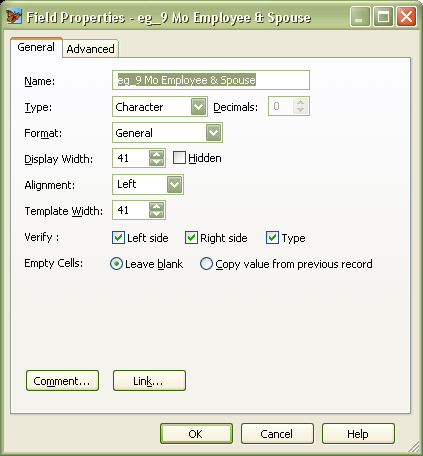 Field Properties - eg_9 Mo Employee & Spouse
General Advanced
Name: eg_9 Mo Employee & Spouse
Type: Character Decimals: 0
Format: General
Display Width: 41 Hidden
Alignment: Left
Template Width: 41
Verify : Left side Right side Type
Empty Cells: Leave blank Copy value from previous record
Comment... Link...
OK Cancel Help